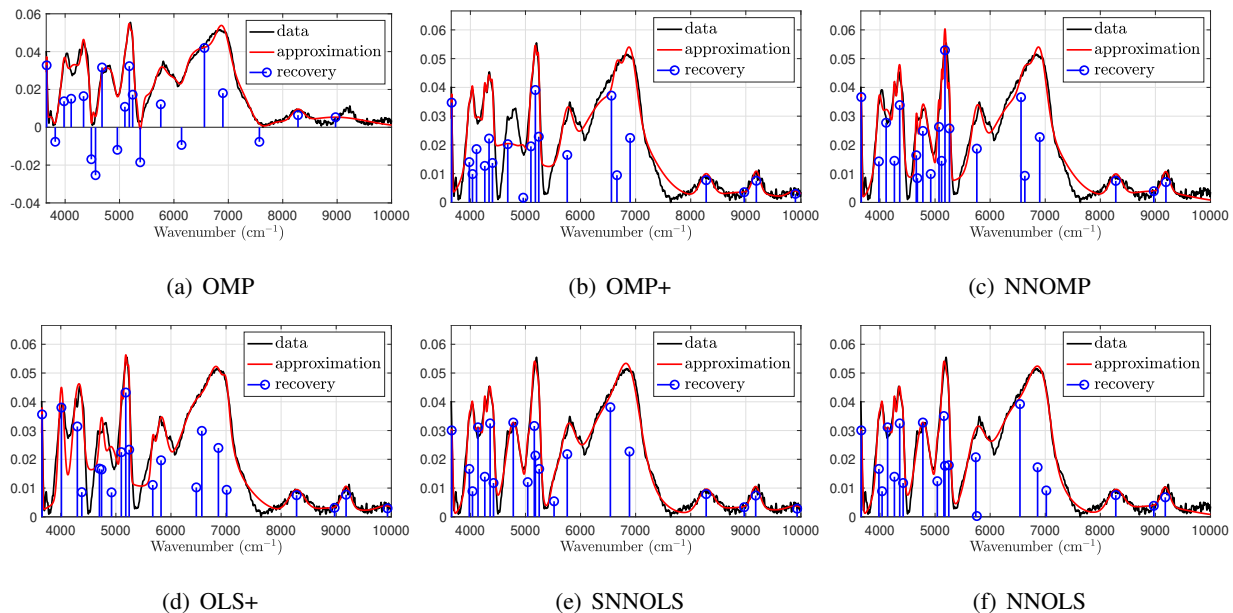 0.06
0.04
0.02
0
-0.02
-0.04
data
approximation
recovery
4000 5000 6000 7000 8000 9000 10000
Wavenumber (cm⁻¹)
(a) OMP
0.06
0.05
0.04
0.03
0.02
0.01
0
data
approximation
recovery
4000 5000 6000 7000 8000 9000 10000
Wavenumber (cm⁻¹)
(b) OMP+
0.06
0.05
0.04
0.03
0.02
0.01
0
data
approximation
recovery
4000 5000 6000 7000 8000 9000 10000
Wavenumber (cm⁻¹)
(c) NNOMP
0.06
0.05
0.04
0.03
0.02
0.01
0
data
approximation
recovery
4000 5000 6000 7000 8000 9000 10000
Wavenumber (cm⁻¹)
(d) OLS+
0.06
0.05
0.04
0.03
0.02
0.01
0
data
approximation
recovery
4000 5000 6000 7000 8000 9000 10000
Wavenumber (cm⁻¹)
(e) SNNOLS
0.06
0.05
0.04
0.03
0.02
0.01
0
data
approximation
recovery
4000 5000 6000 7000 8000 9000 10000
Wavenumber (cm⁻¹)
(f) NNOLS